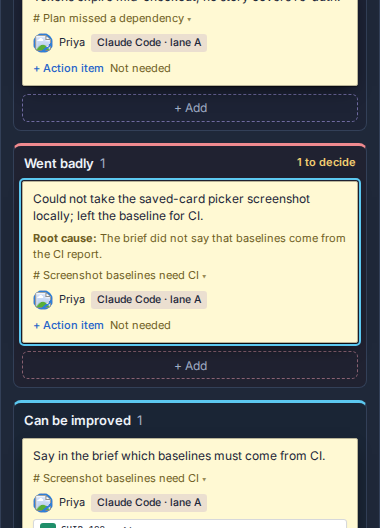 # Plan missed a dependency
Priya Claude Code · lane A
+ Action item Not needed
+ Add
Went badly 1 1 to decide
Could not take the saved-card picker screenshot
locally; left the baseline for CI.
Root cause: The brief did not say that baselines come from
the CI report.
# Screenshot baselines need CI
Priya Claude Code · lane A
+ Action item Not needed
+ Add
Can be improved 1
Say in the brief which baselines must come from CI.
# Screenshot baselines need CI
Priya Claude Code · lane A